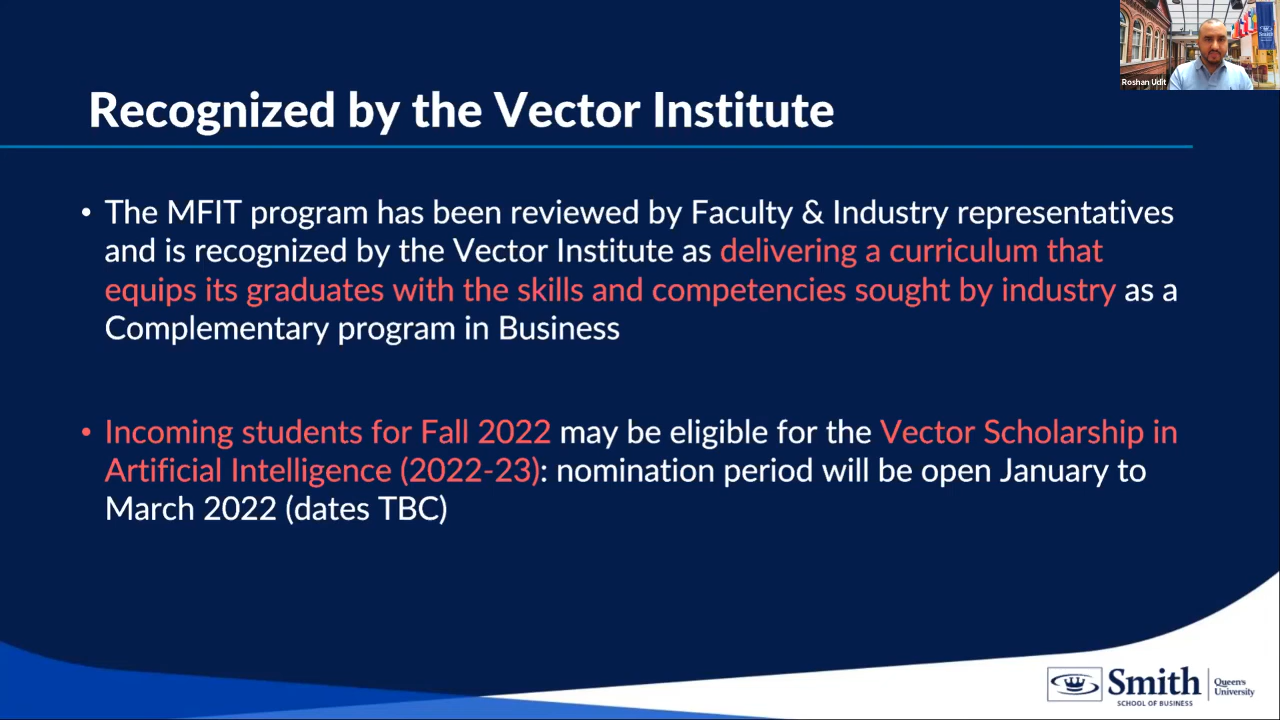 Roshan Udit
Recognized by the Vector Institute
• The MFIT program has been reviewed by Faculty & Industry representatives
and is recognized by the Vector Institute as delivering a curriculum that
equips its graduates with the skills and competencies sought by industry as a
Complementary program in Business
• Incoming students for Fall 2022 may be eligible for the Vector Scholarship in
Artificial Intelligence (2022-23): nomination period will be open January to
March 2022 (dates TBC)
Smith
SCHOOL OF BUSINESS
Queen's
University